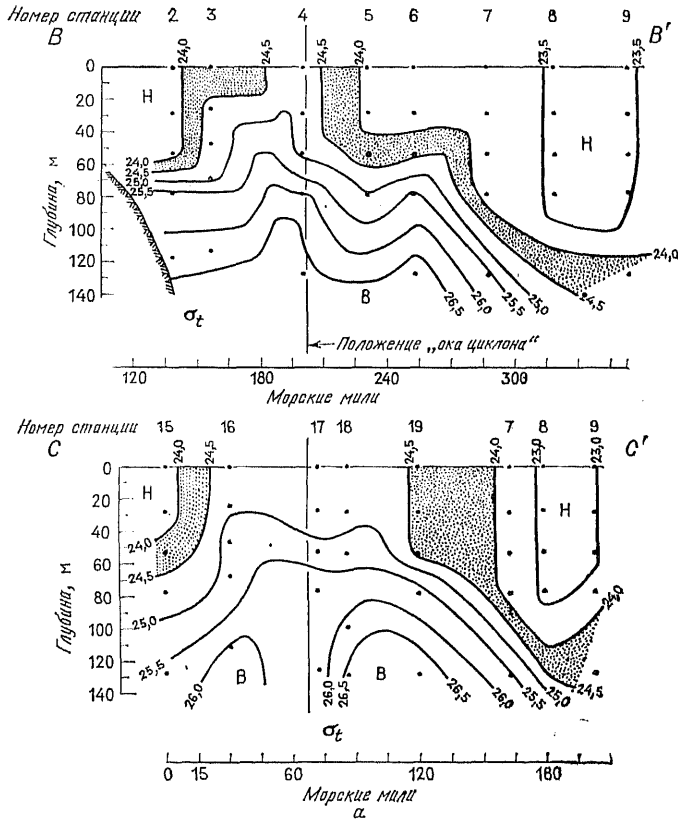 Номер станции 2 3 4 5 6 7 8 9
В 24,0 24,5 24,5 24,0 23,5 23,5 В'
0
20
40
60
80
100
120
140
Глубина, м
Н Н
24,0
24,5
25,0
25,5
В
26,5 26,0 25,5 25,0 24,5 24,0
σt
Положение „ока циклона“
120 180 240 300
Морские мили
Номер станции 15 16 17 18 19 7 8 9
С 24,0 24,5 24,5 24,0 23,0 23,0 С'
0
20
40
60
80
100
120
140
Глубина, м
Н Н
24,0
24,5
25,0
25,5
26,0 В 26,0 26,5 В 26,5 26,0 25,5 25,0 24,5 24,0
σt
0 15 60 120 180
Морские мили
а